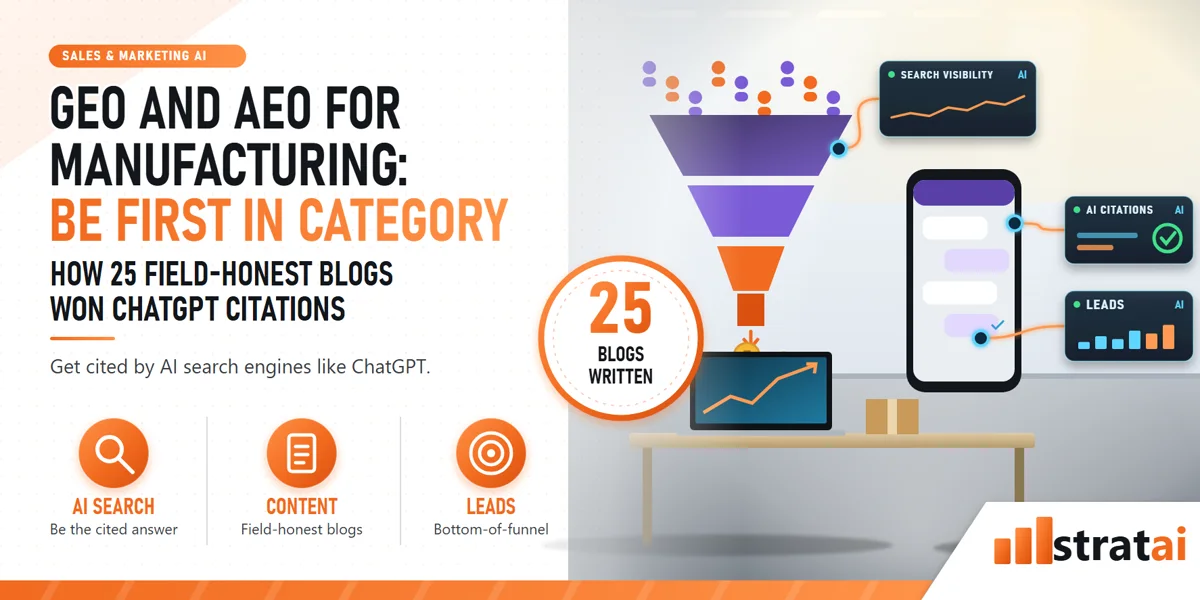 SALES & MARKETING AI
GEO AND AEO FOR
MANUFACTURING:
BE FIRST IN CATEGORY
HOW 25 FIELD-HONEST BLOGS
WON CHATGPT CITATIONS
Get cited by AI search engines like ChatGPT.
AI SEARCH
Be the cited answer
CONTENT
Field-honest blogs
LEADS
Bottom-of-funnel
25
BLOGS
WRITTEN
SEARCH VISIBILITY AI
AI CITATIONS AI
LEADS AI
stratai